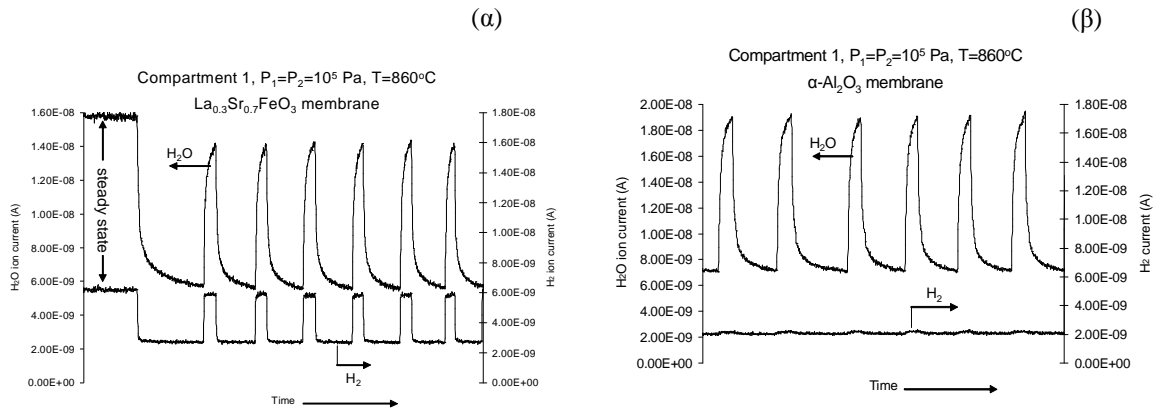 (α)
Compartment 1, P₁=P₂=10⁵ Pa, T=860ᵒC
La₀.₃Sr₀.₇FeO₃ membrane
1.60E-08
1.40E-08
1.20E-08
1.00E-08
8.00E-09
6.00E-09
4.00E-09
2.00E-09
0.00E+00
H₂O ion current (A)
steady state
H₂O
H₂
1.80E-08
1.60E-08
1.40E-08
1.20E-08
1.00E-08
8.00E-09
6.00E-09
4.00E-09
2.00E-09
0.00E+00
H₂ ion current (A)
Time
(β)
Compartment 1, P₁=P₂=10⁵ Pa, T=860ᵒC
α-Al₂O₃ membrane
2.00E-08
1.80E-08
1.60E-08
1.40E-08
1.20E-08
1.00E-08
8.00E-09
6.00E-09
4.00E-09
2.00E-09
0.00E+00
H₂O ion current (A)
H₂O
H₂
1.80E-08
1.60E-08
1.40E-08
1.20E-08
1.00E-08
8.00E-09
6.00E-09
4.00E-09
2.00E-09
0.00E+00
H₂ current (A)
Time